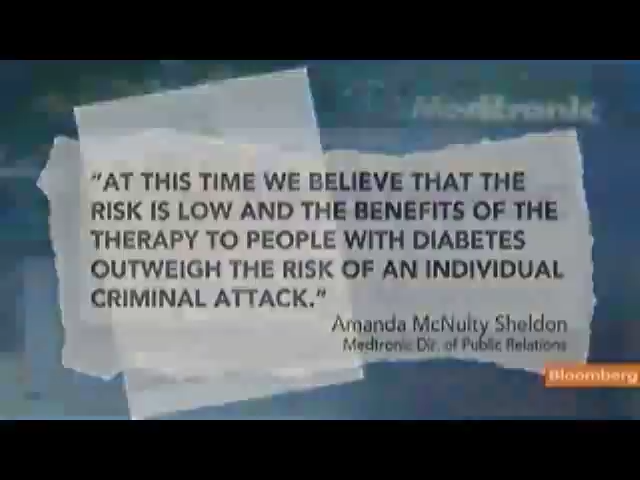 Medtronic
"AT THIS TIME WE BELIEVE THAT THE
RISK IS LOW AND THE BENEFITS OF THE
THERAPY TO PEOPLE WITH DIABETES
OUTWEIGH THE RISK OF AN INDIVIDUAL
CRIMINAL ATTACK."
Amanda McNulty Sheldon
Medtronic Dir. of Public Relations
Bloomberg